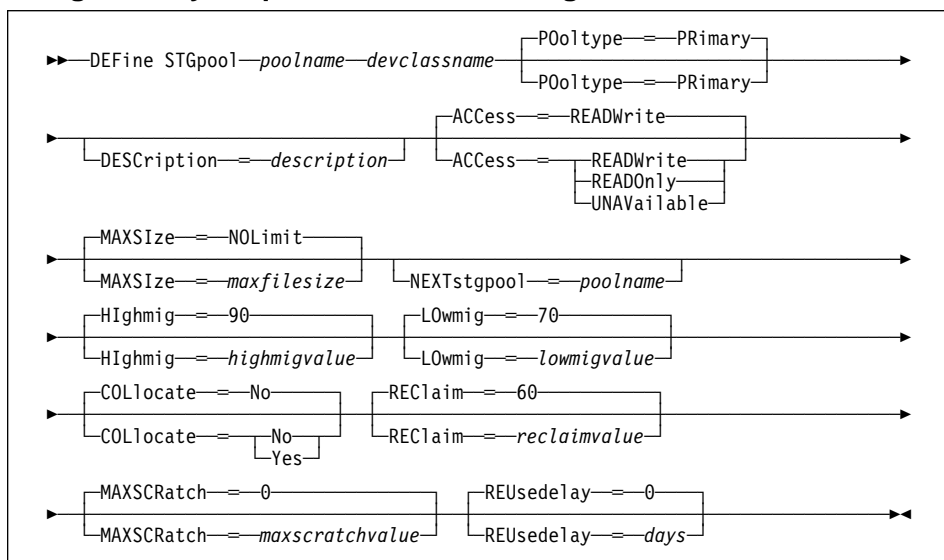 POoltype = PRimary
DEFine STGpool poolname devclassname
POoltype = PRimary
ACCess = READWrite
DESCription = description
ACCess = READWrite
READOnly
UNAVailable
MAXSIze = NOLimit
MAXSIze = maxfilesize
NEXTstgpool = poolname
HIghmig = 90
LOwmig = 70
HIghmig = highmigvalue
LOwmig = lowmigvalue
COLlocate = No
REClaim = 60
COLlocate = No
Yes
REClaim = reclaimvalue
MAXSCRatch = 0
REUsedelay = 0
MAXSCRatch = maxscratchvalue
REUsedelay = days